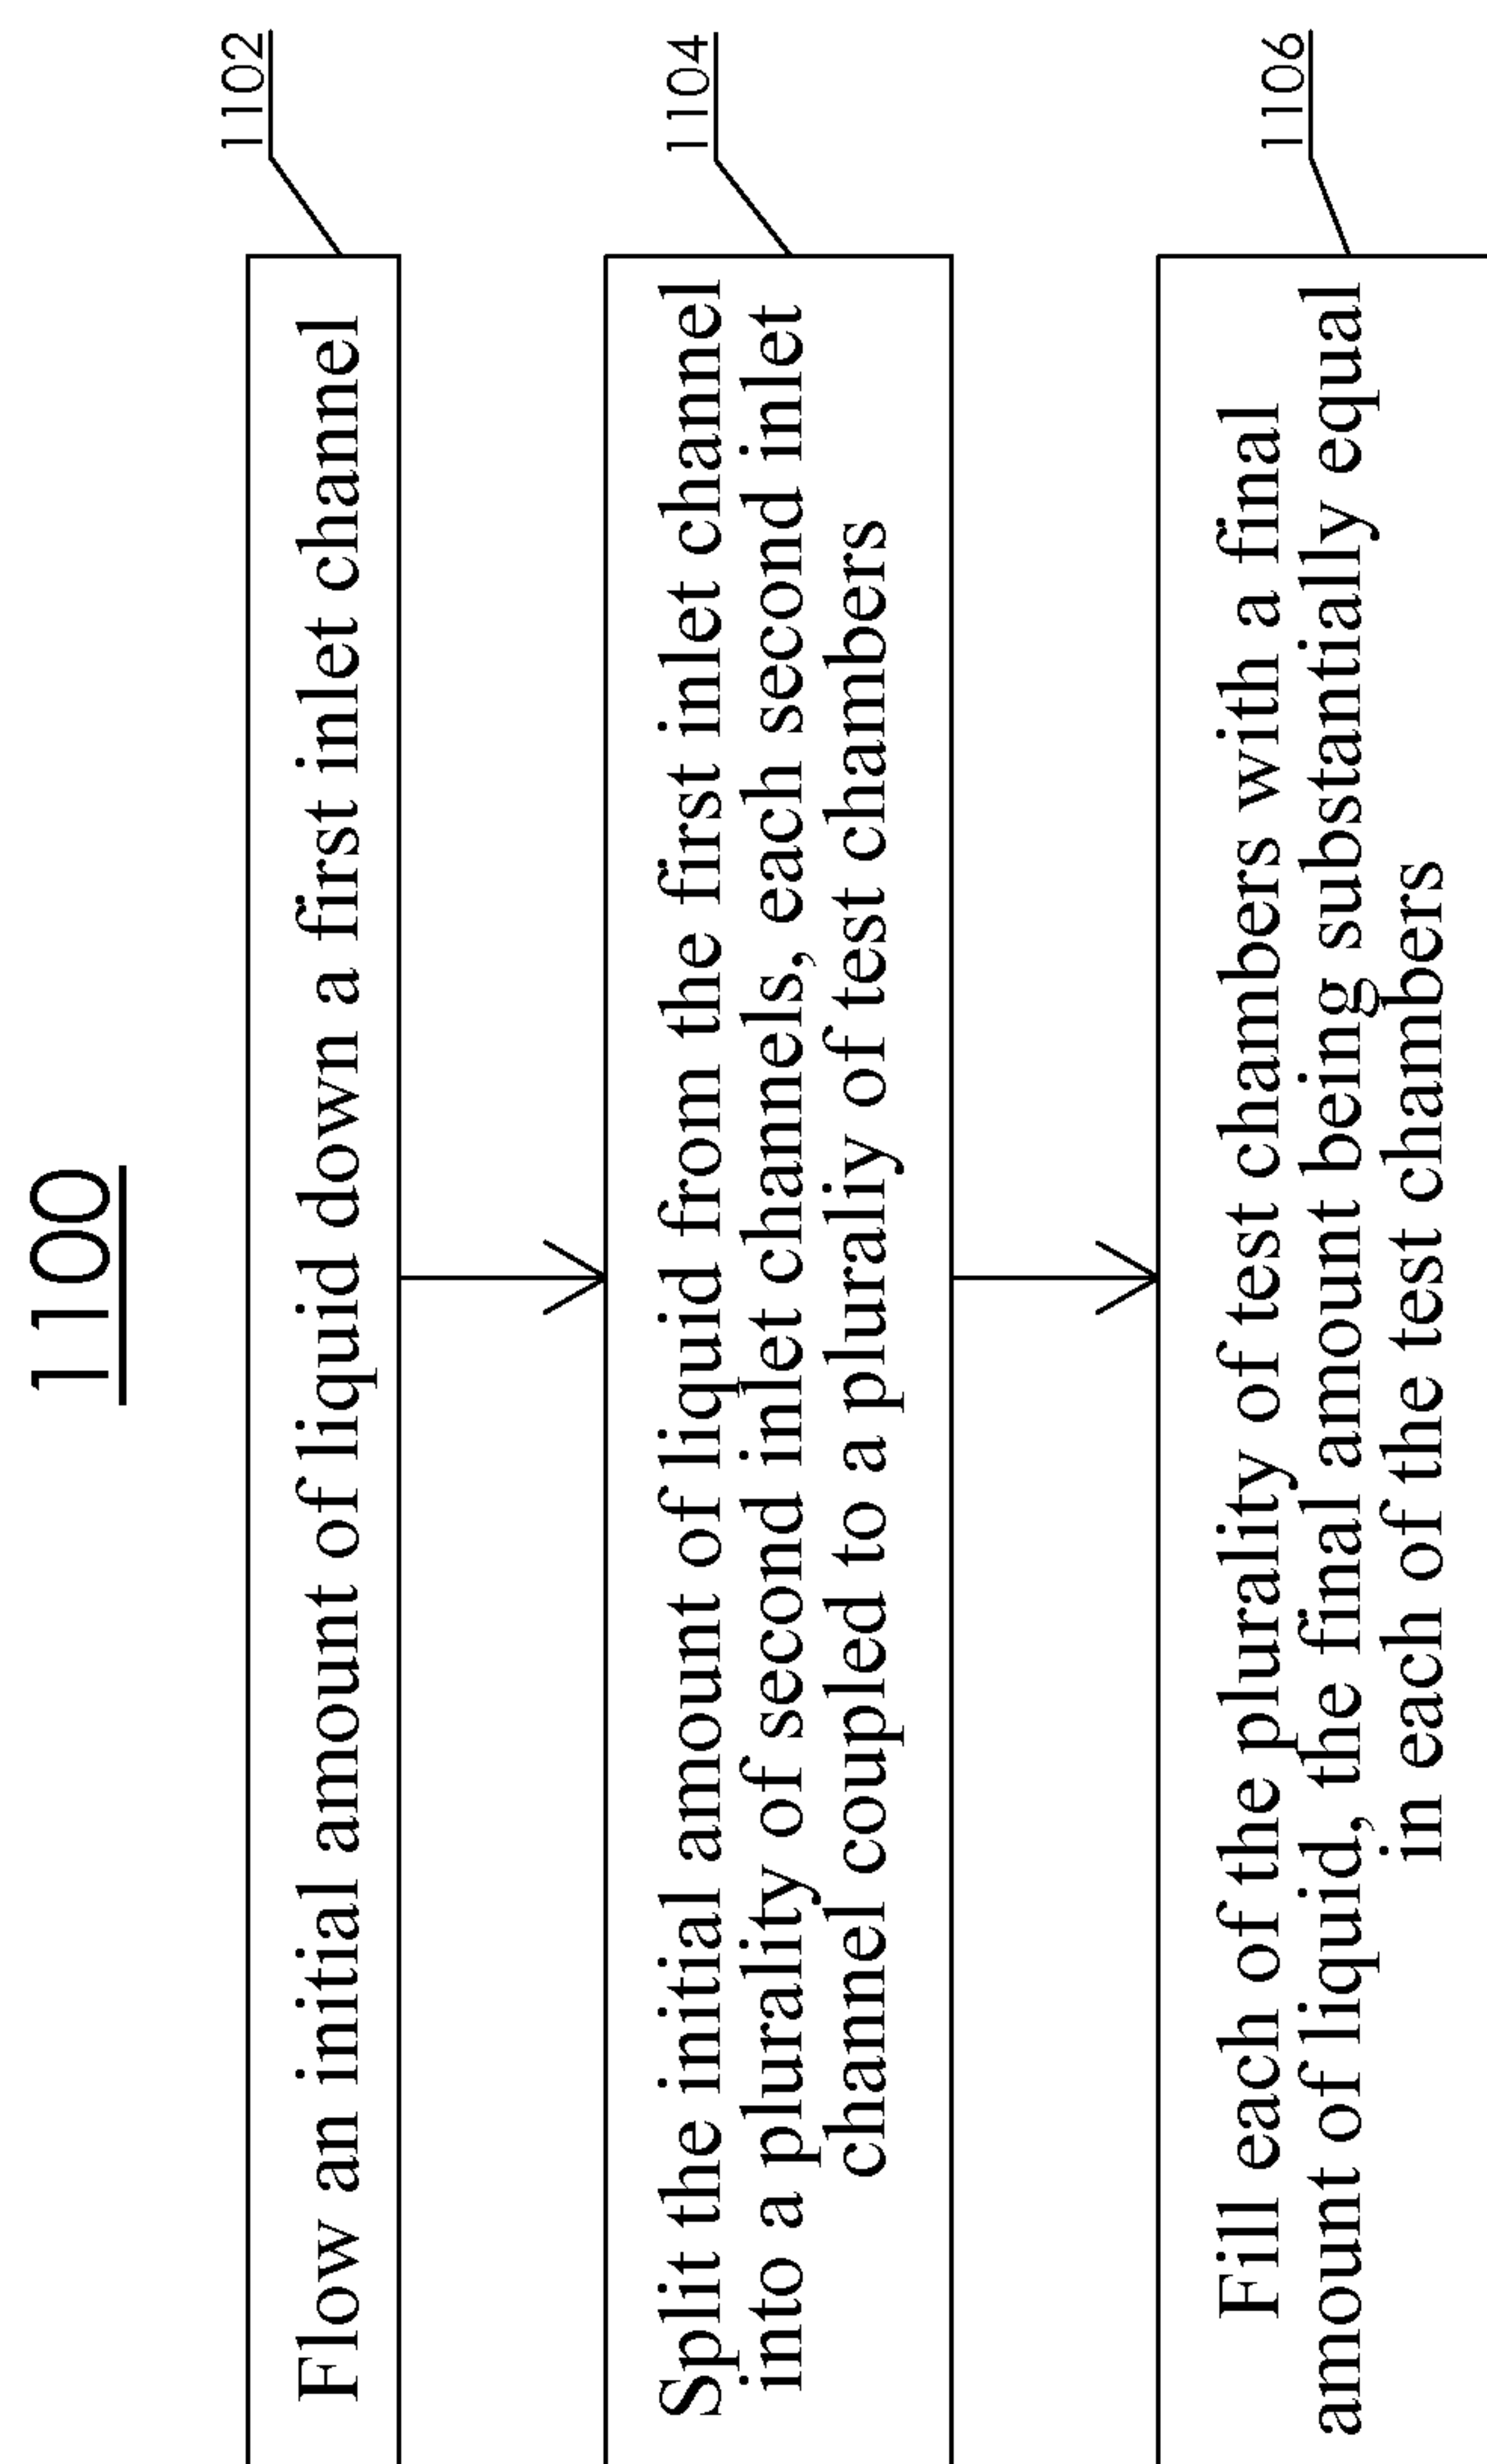 1100
Flow an initial amount of liquid down a first inlet channel
1102
Split the initial amount of liquid from the first inlet channel
into a plurality of second inlet channels, each second inlet
channel coupled to a pluraliy of test chambers
1104
Fill each of the plurality of test chambers with a final
amount of liquid, the final amount being substantially equal
in each of the test chambers
1106